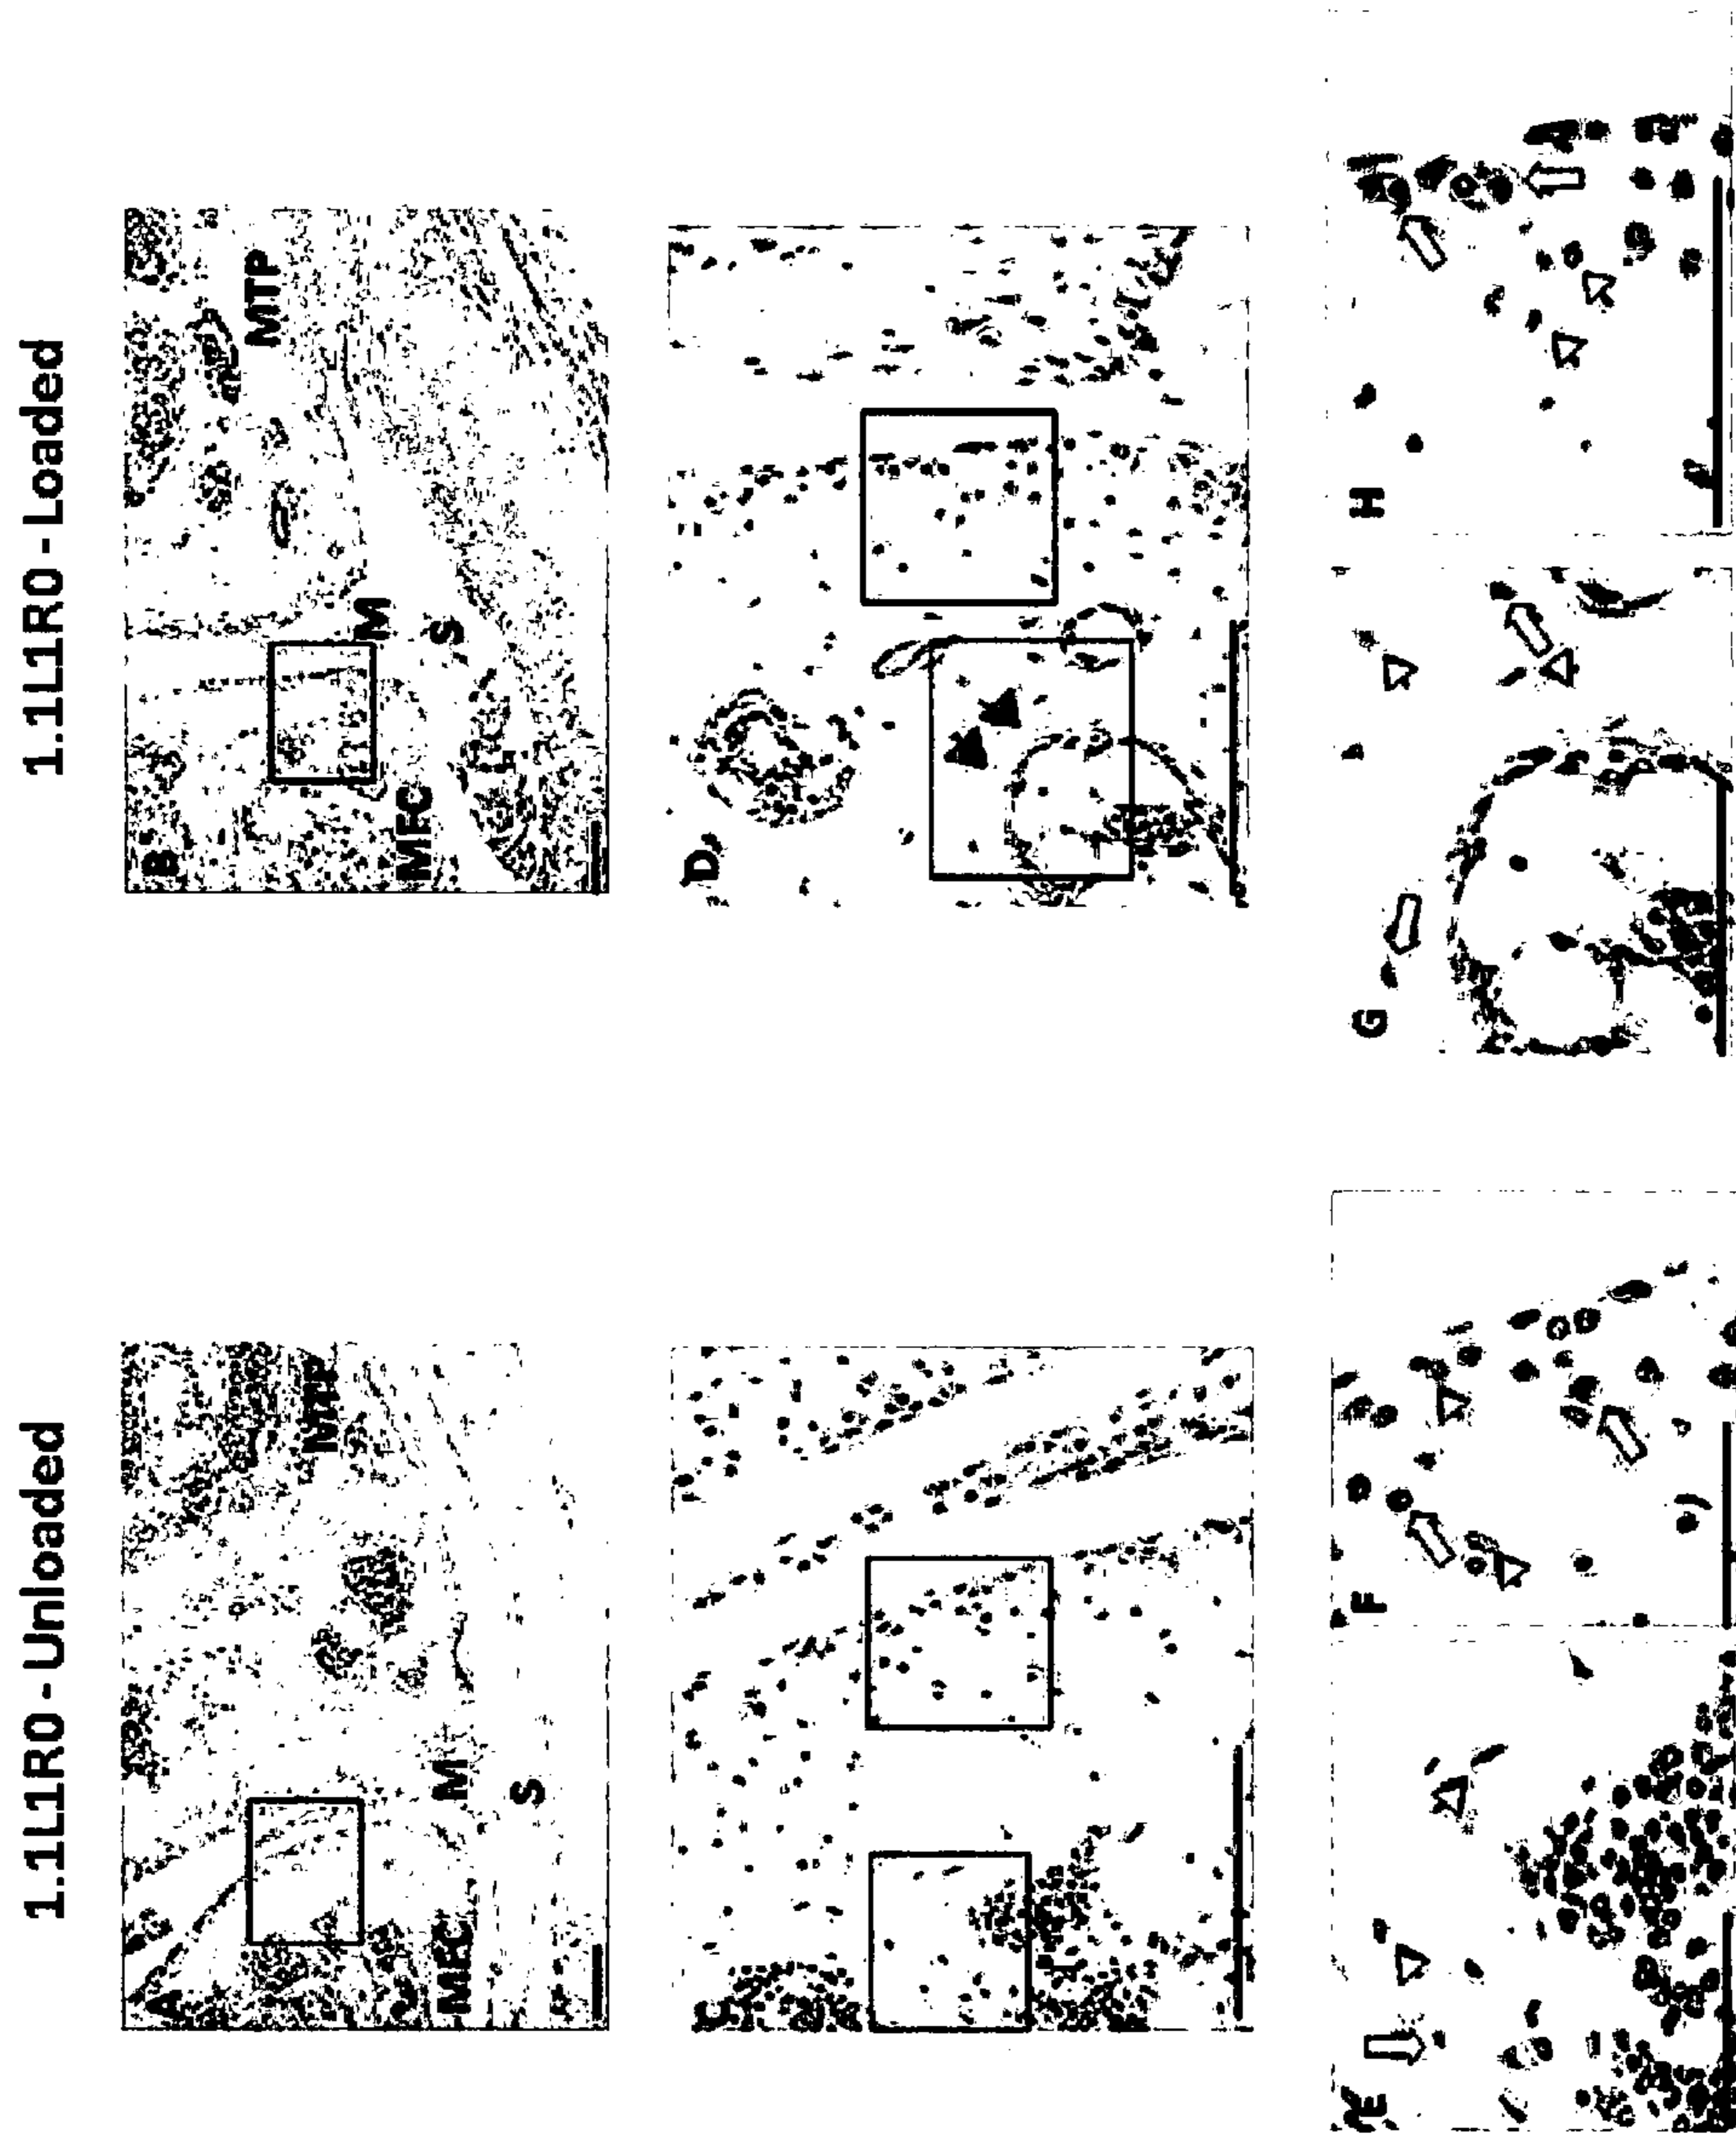 1.1L1R0 - Unloaded
1.1L1R0 - Loaded
A
MTP
M
S
MFC
B
MTP
M
S
MFC
C
D
E
F
G
H